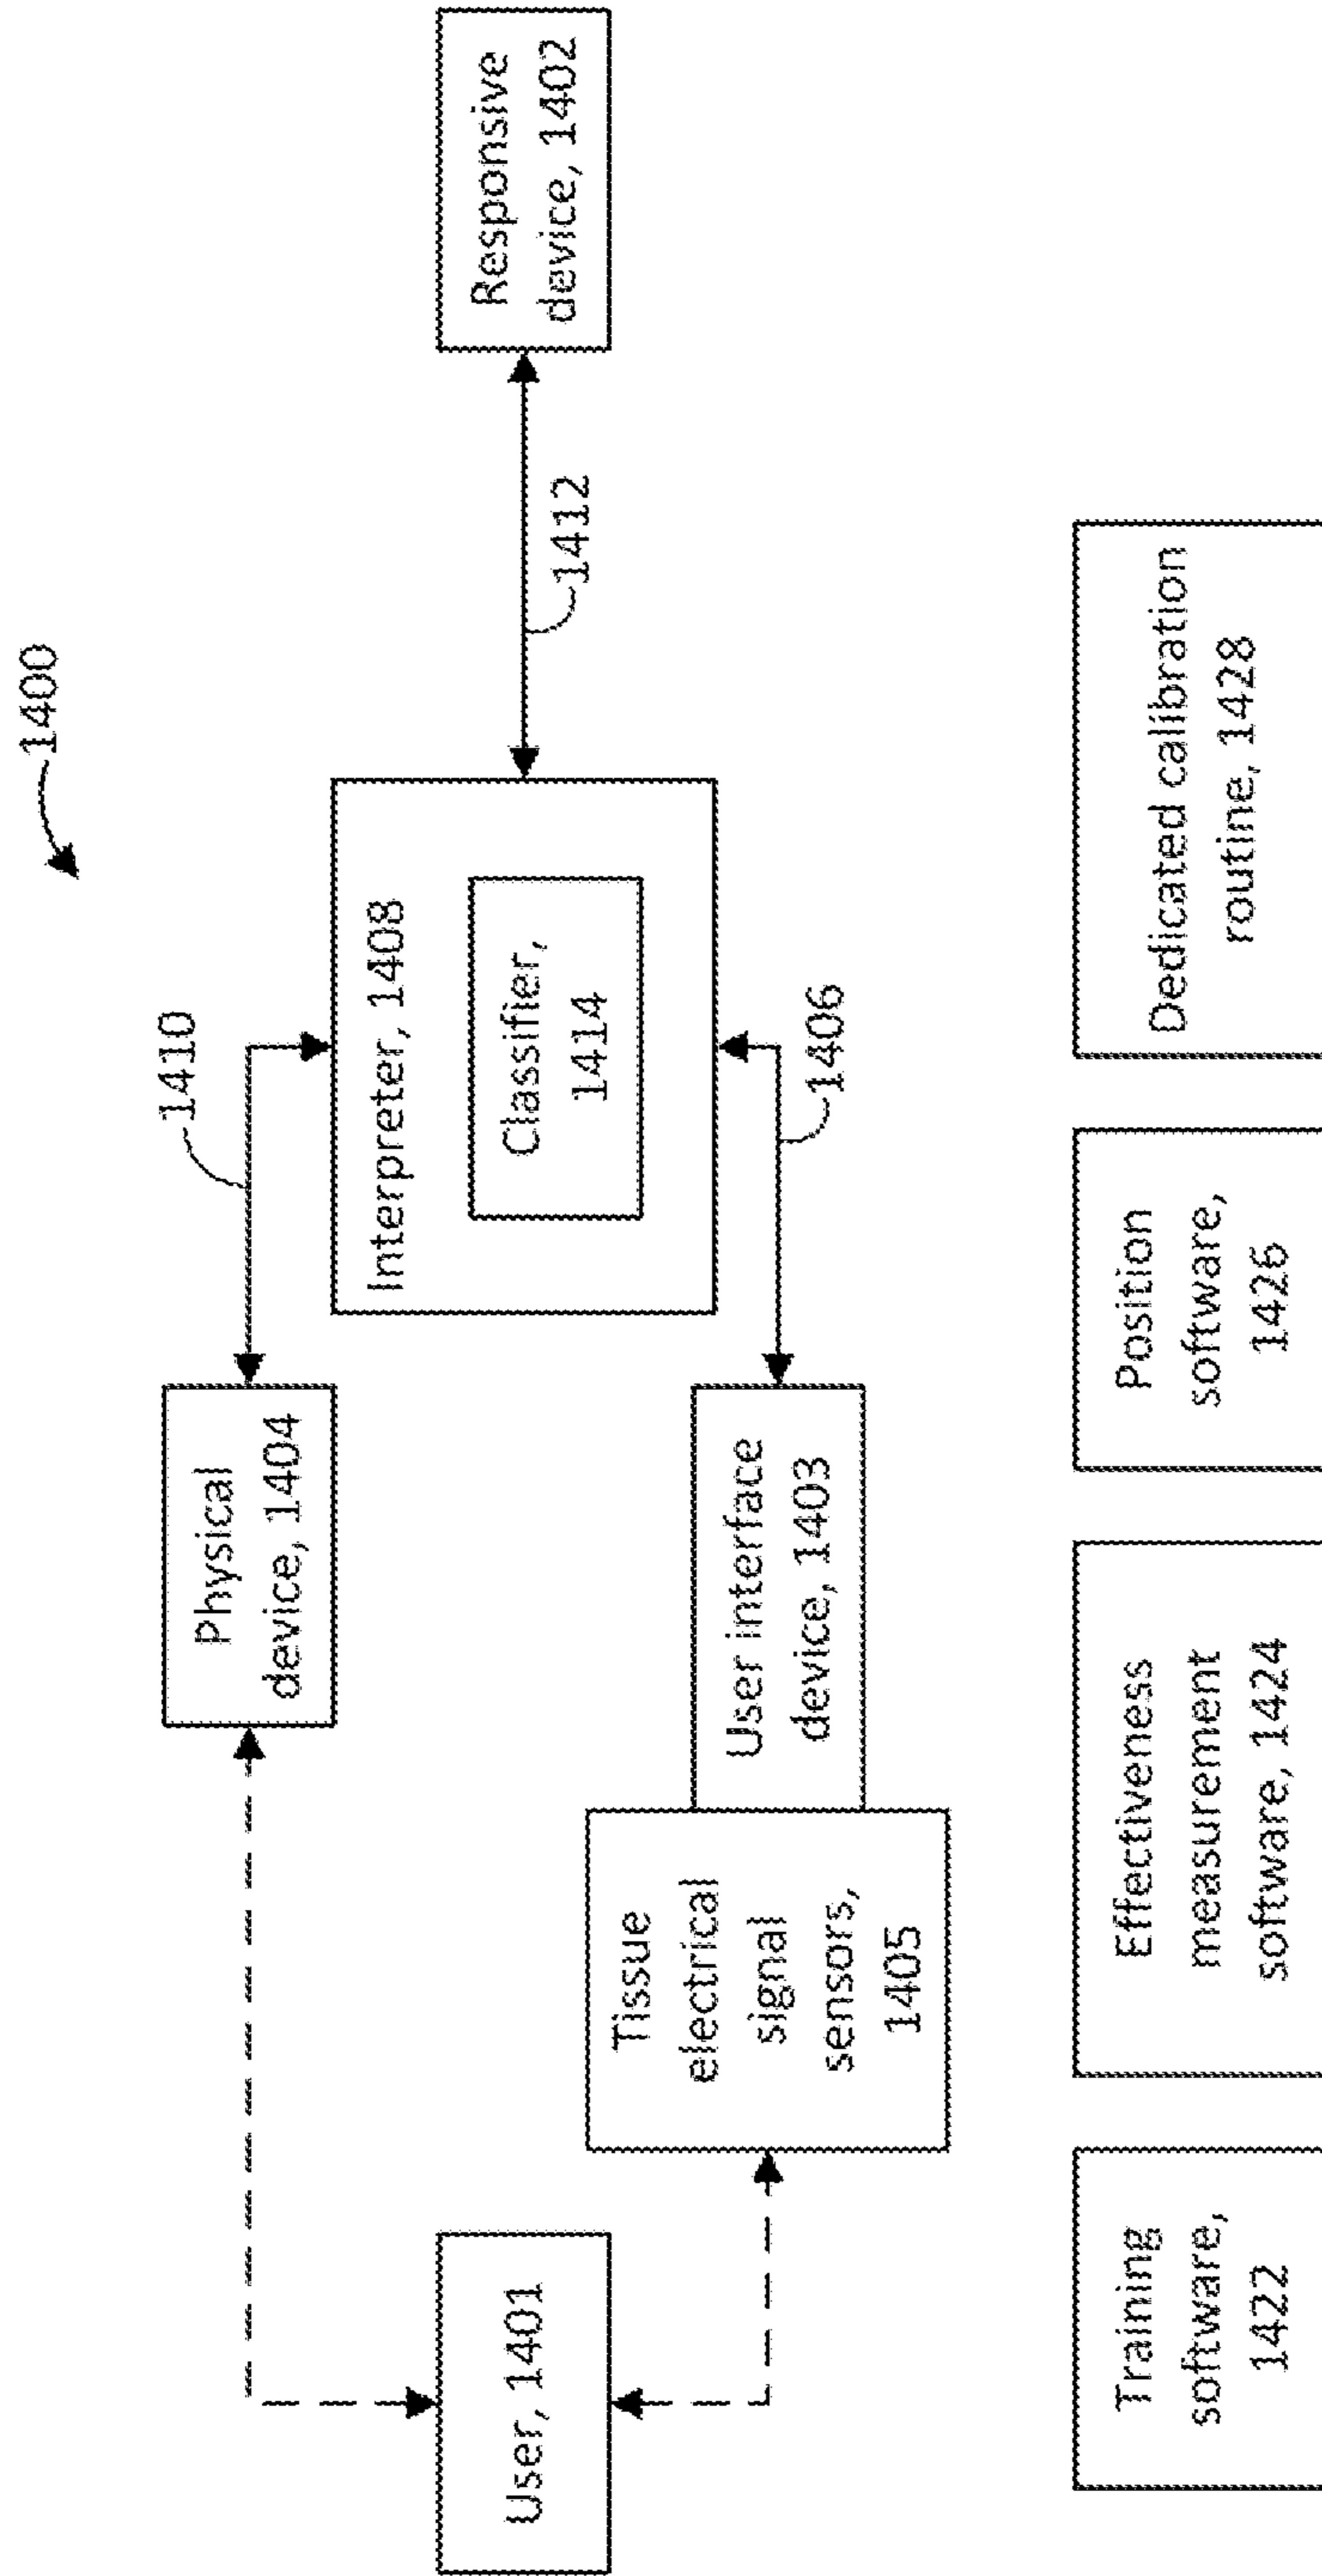 1400
Physical
device, 1404
1410
User, 1401
Interpreter, 1408
Classifier,
1414
1412
Responsive
device, 1402
Tissue
electrical
signal
sensors,
1405
User interface
device, 1403
1406
Training
software,
1422
Effectiveness
measurement
software, 1424
Position
software,
1426
Dedicated calibration
routine, 1428